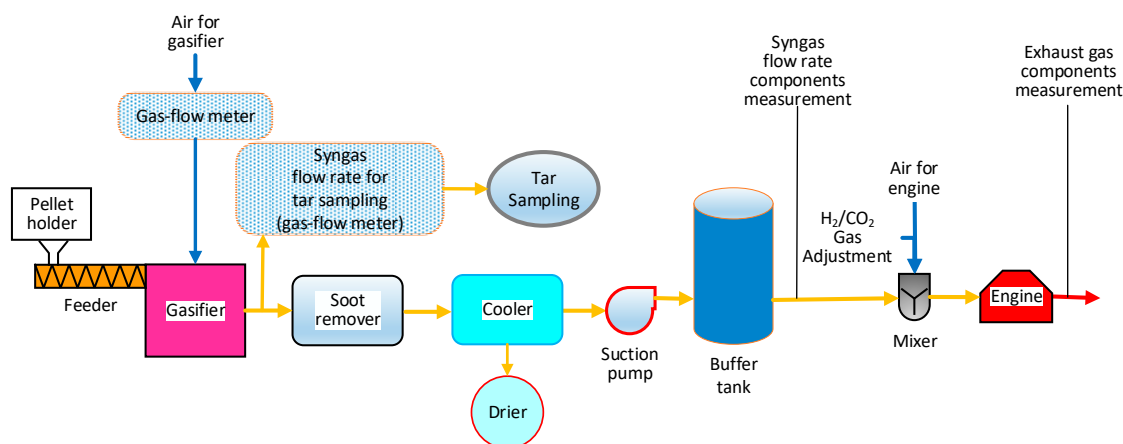 Air for
gasifier
Gas-flow meter
Syngas
flow rate for
tar sampling
(gas-flow meter)
Tar
Sampling
Pellet
holder
Feeder
Gasifier
Soot
remover
Cooler
Drier
Suction
pump
Buffer
tank
Syngas
flow rate
components
measurement
H₂/CO₂
Gas
Adjustment
Air for
engine
Mixer
Engine
Exhaust gas
components
measurement